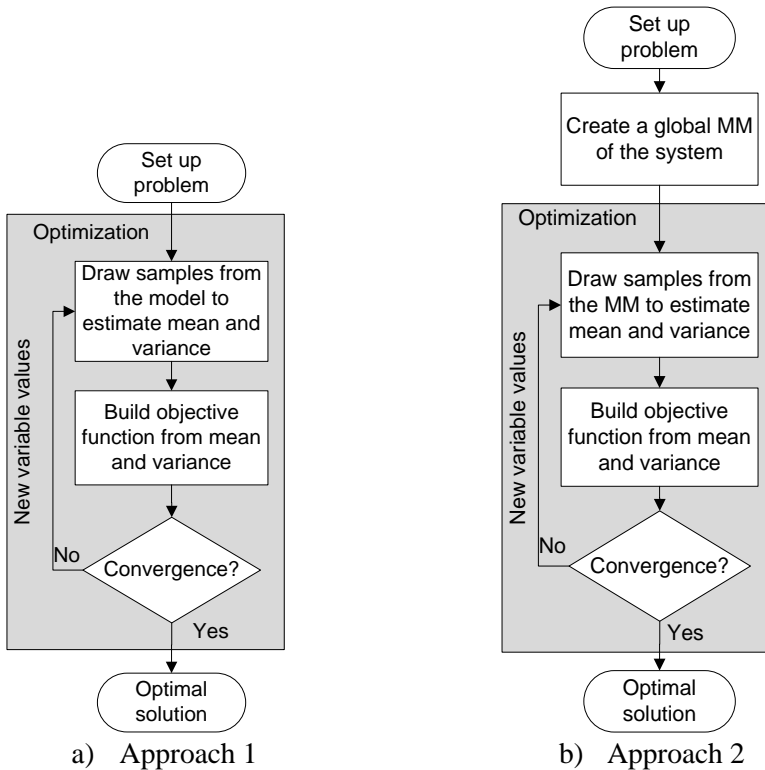 Set up
problem
Optimization
Draw samples from
the model to
estimate mean and
variance
Build objective
function from mean
and variance
New variable values
No
Convergence?
Yes
Optimal
solution
a) Approach 1
Set up
problem
Create a global MM
of the system
Optimization
Draw samples from
the MM to estimate
mean and variance
Build objective
function from mean
and variance
New variable values
No
Convergence?
Yes
Optimal
solution
b) Approach 2